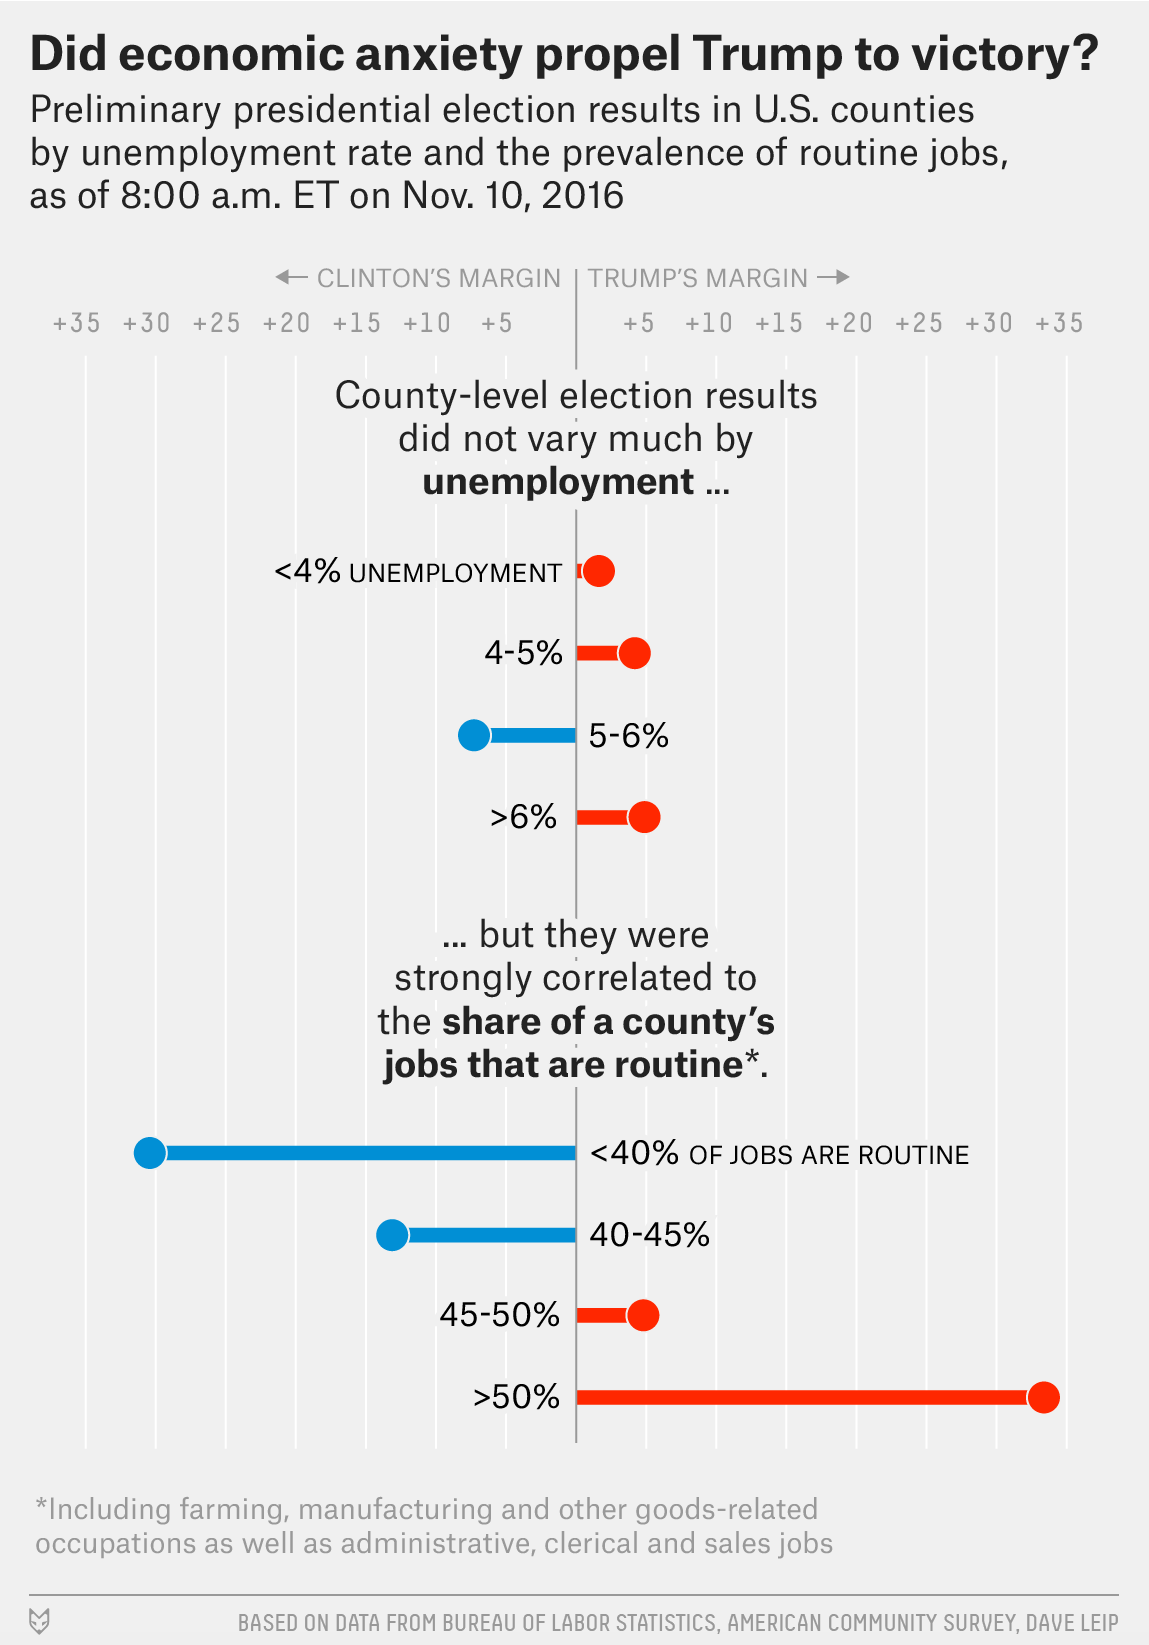 Did economic anxiety propel Trump to victory?
Preliminary presidential election results in U.S. counties
by unemployment rate and the prevalence of routine jobs,
as of 8:00 a.m. ET on Nov. 10, 2016
CLINTON'S MARGIN TRUMP'S MARGIN
+35 +30 +25 +20 +15 +10 +5 +5 +10 +15 +20 +25 +30 +35
County-level election results
did not vary much by
unemployment ...
<4% UNEMPLOYMENT
4-5%
5-6%
>6%
... but they were
strongly correlated to
the share of a county's
jobs that are routine*.
<40% OF JOBS ARE ROUTINE
40-45%
45-50%
>50%
*Including farming, manufacturing and other goods-related
occupations as well as administrative, clerical and sales jobs
BASED ON DATA FROM BUREAU OF LABOR STATISTICS, AMERICAN COMMUNITY SURVEY, DAVE LEIP